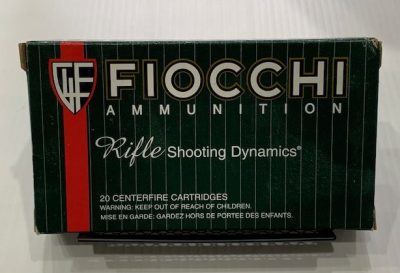 GFL
FIOCCHI
AMMUNITION
Rifle Shooting Dynamics®
20 CENTERFIRE CARTRIDGES
WARNING: KEEP OUT OF REACH OF CHILDREN.
MISE EN GARDE: GARDEZ HORS DE PORTEE DES ENFANTS.